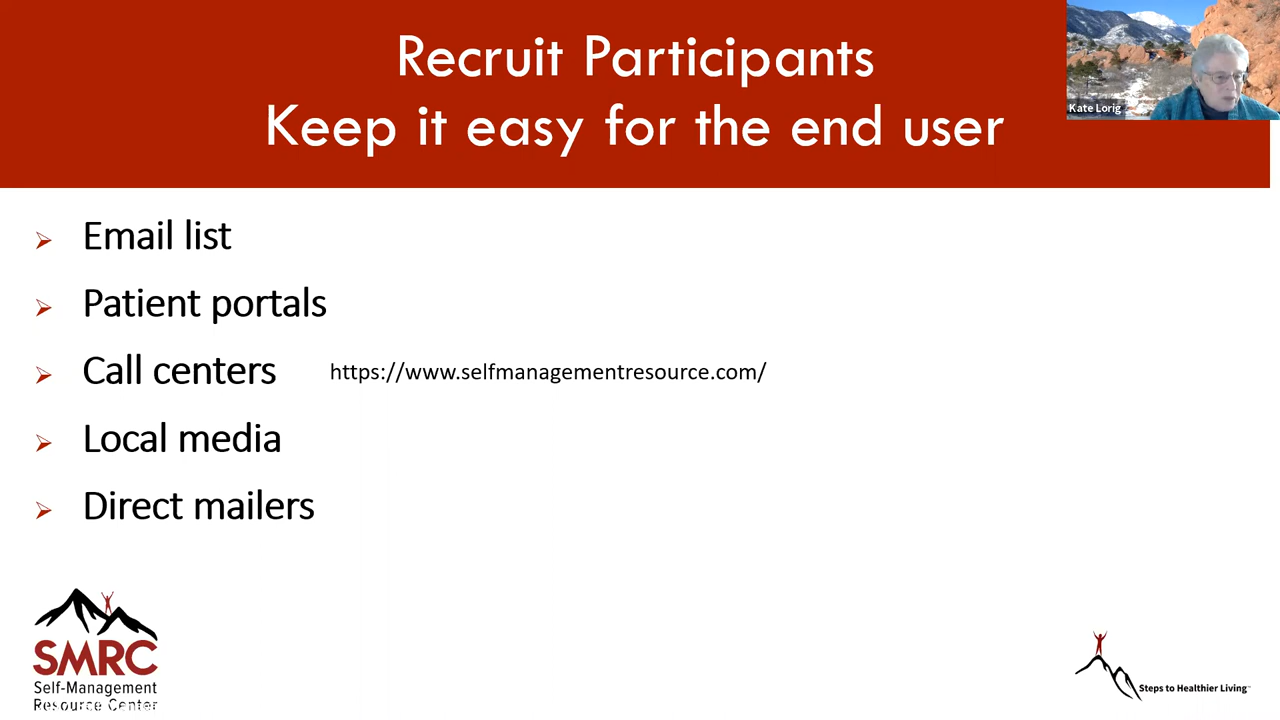 Recruit Participants
Keep it easy for the end user
Kate Lorig
Email list
Patient portals
Call centers
https://www.selfmanagementresource.com/
Local media
Direct mailers
SMRC
Self-Management
Resource Center
Steps to Healthier Living™